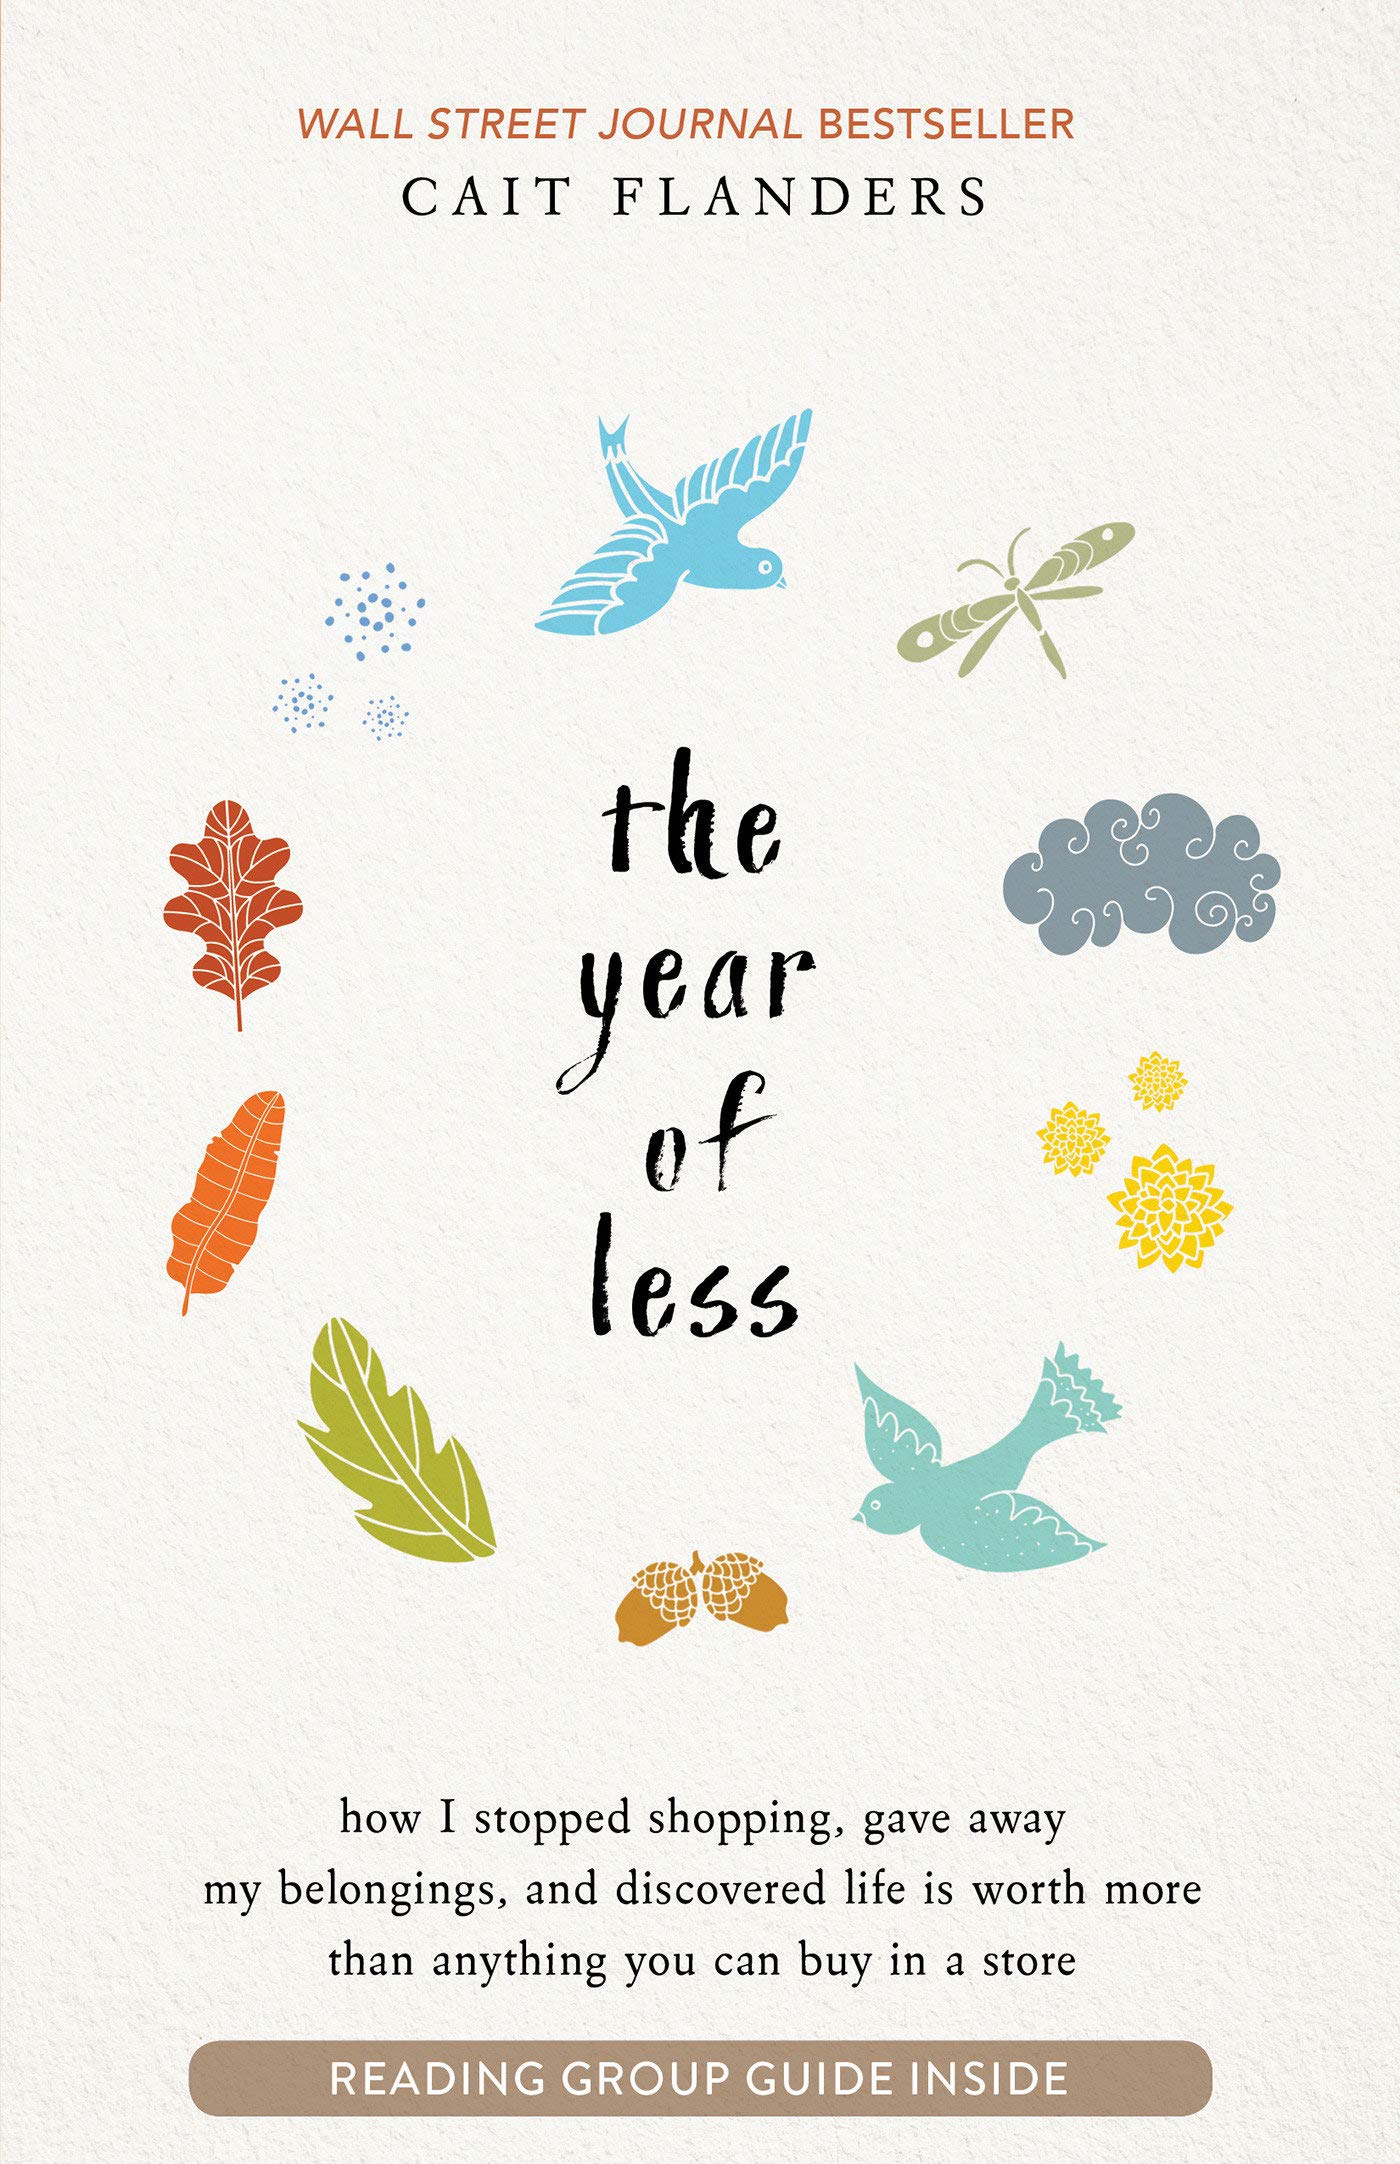 WALL STREET JOURNAL BESTSELLER
CAIT FLANDERS
the
year
of
less
how I stopped shopping, gave away
my belongings, and discovered life is worth more
than anything you can buy in a store
READING GROUP GUIDE INSIDE